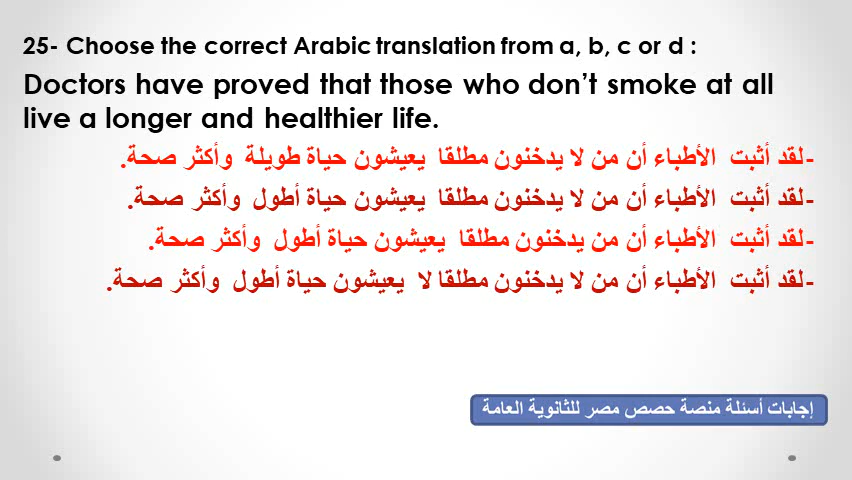 25- Choose the correct Arabic translation from a, b, c or d :
Doctors have proved that those who don't smoke at all
live a longer and healthier life.
-لقد أثبت الأطباء أن من لا يدخنون مطلقا يعيشون حياة طويلة وأكثر صحة.
-لقد أثبت الأطباء أن من لا يدخنون مطلقا يعيشون حياة أطول وأكثر صحة.
-لقد أثبت الأطباء أن من يدخنون مطلقا يعيشون حياة أطول وأكثر صحة.
-لقد أثبت الأطباء أن من لا يدخنون مطلقا لا يعيشون حياة أطول وأكثر صحة.
إجابات أسئلة منصة حصص مصر للثانوية العامة